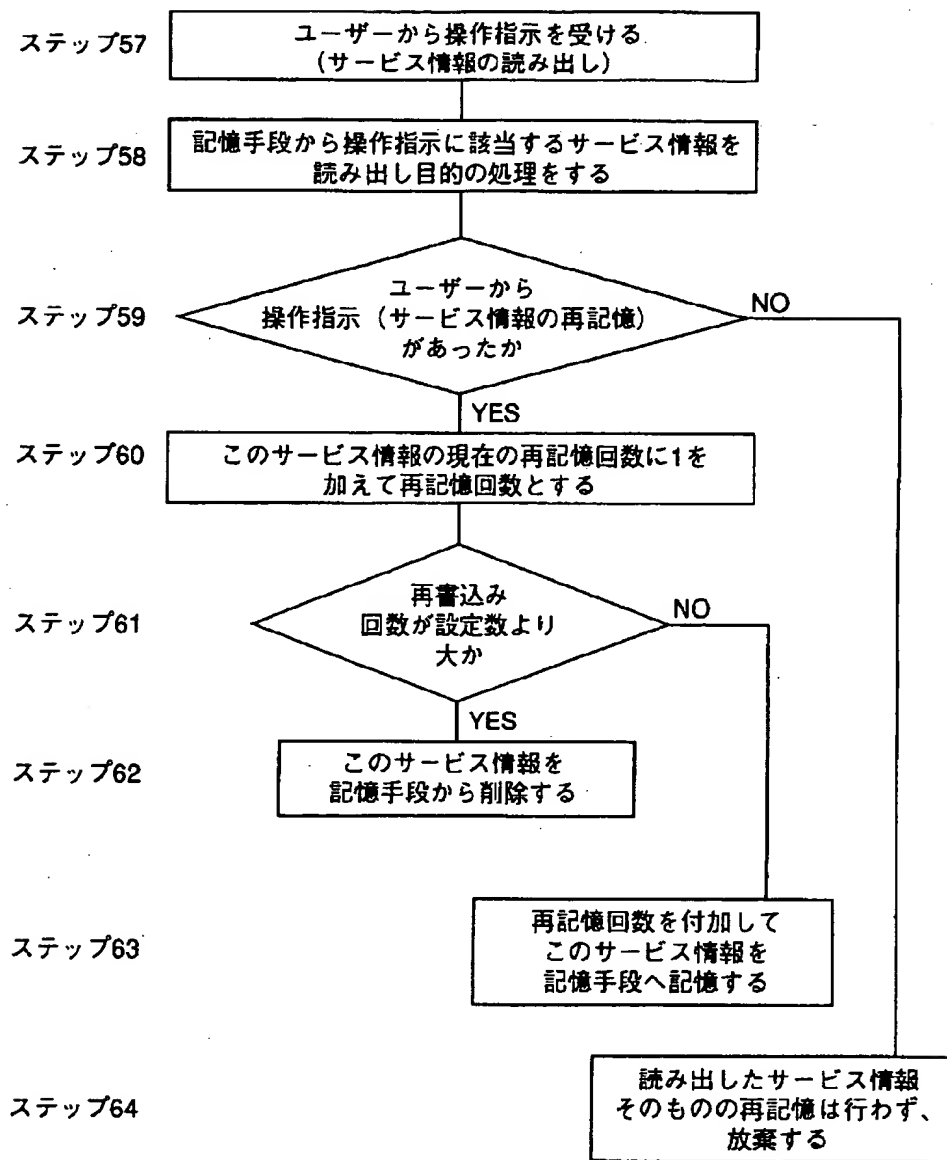 ステップ57
ユーザーから操作指示を受ける
(サービス情報の読み出し)
ステップ58
記憶手段から操作指示に該当するサービス情報を
読み出し目的の処理をする
ステップ59
ユーザーから
操作指示(サービス情報の再記憶)
があったか
NO
YES
ステップ60
このサービス情報の現在の再記憶回数に1を
加えて再記憶回数とする
ステップ61
再書込み
回数が設定数より
大か
NO
YES
ステップ62
このサービス情報を
記憶手段から削除する
ステップ63
再記憶回数を付加して
このサービス情報を
記憶手段へ記憶する
ステップ64
読み出したサービス情報
そのものの再記憶は行わず、
放棄する